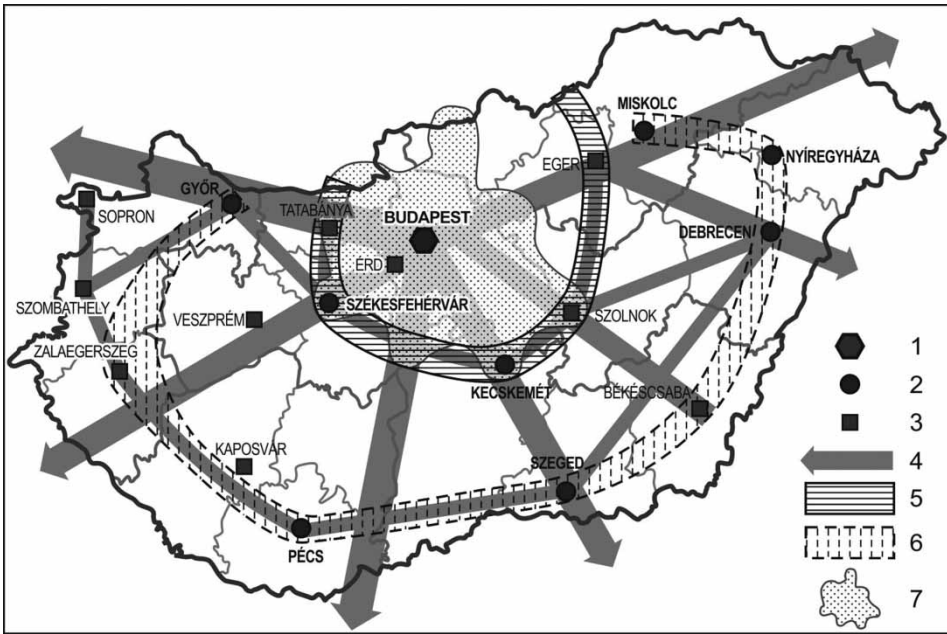 MISKOLC
NYÍREGYHÁZA
EGER
GYŐR
SOPRON
TATABÁNYA
BUDAPEST
DEBRECEN
ÉRD
SZOMBATHELY
SZÉKESFEHÉRVÁR
VESZPRÉM
SZOLNOK
ZALAEGERSZEG
KECSKEMÉT
BÉKÉSCSABA
KAPOSVÁR
SZEGED
PÉCS
1
2
3
4
5
6
7